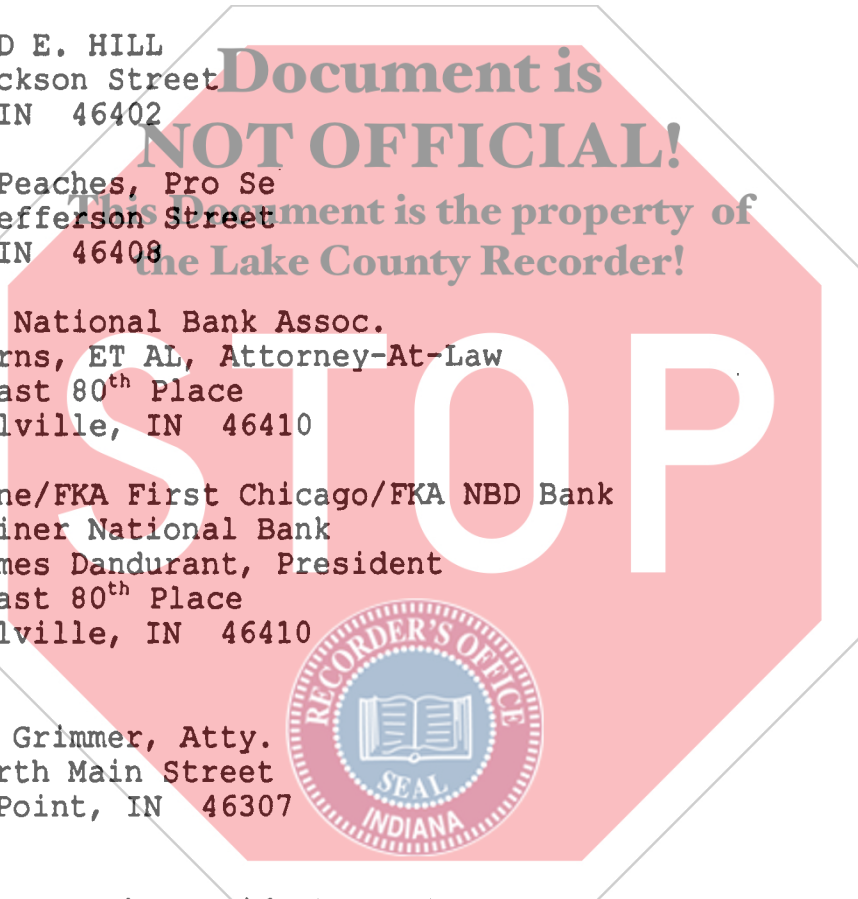 D E. HILL
ckson Street
IN 46402
Peaches, Pro Se
efferson Street
IN 46408
National Bank Assoc.
rns, ET AL, Attorney-At-Law
ast 80th Place
lville, IN 46410
ne/FKA First Chicago/FKA NBD Bank
iner National Bank
mes Dandurant, President
ast 80th Place
lville, IN 46410
Grimmer, Atty.
rth Main Street
Point, IN 46307
Document is
NOT OFFICIAL!
This Document is the property of
the Lake County Recorder!
STOP
RECORDER'S OFFICE
SEAL
INDIANA